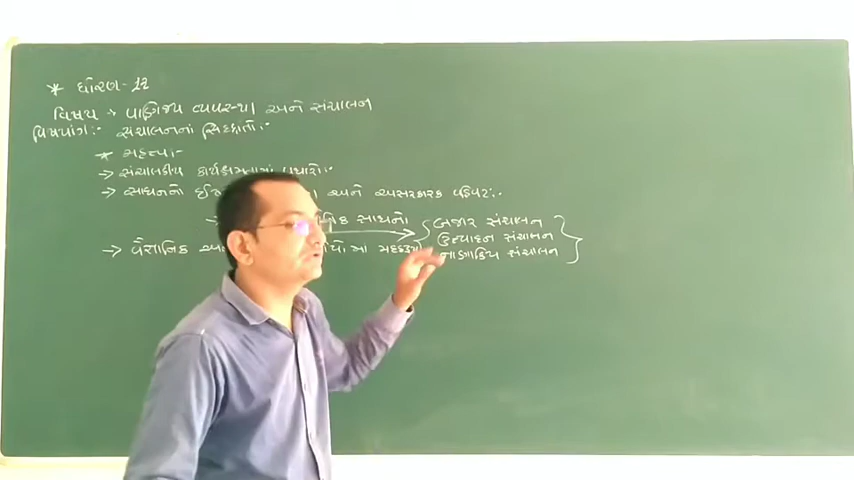 * ધોરણ- 12
વિષય → વાણિજ્ય વ્યવસ્થા અને સંચાલન
વિષયાંગઃ- સંચાલનનાં સિદ્ધાંતોઃ-
* મહત્ત્વઃ-
→ સંચાલકીય કાર્યક્ષમતામાં વધારોઃ-
→ સાધનનો અને અસરકારક વહિવટઃ-
→ સાધનો → { બજાર સંચાલન
ઉત્પાદન સંચાલન
→ વૈજ્ઞાનિક નાણાકિય સંચાલન }